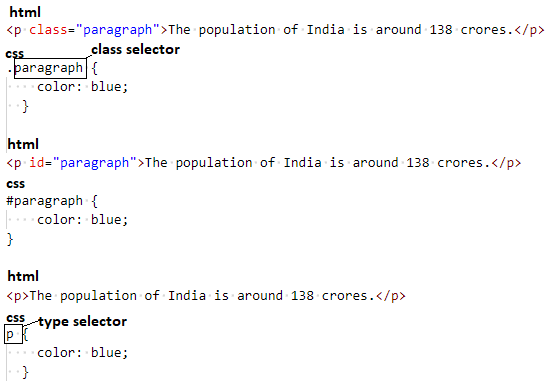 html
<p class="paragraph">The population of India is around 138 crores.</p>
css
class selector
.paragraph {
color: blue;
}
html
<p id="paragraph">The population of India is around 138 crores.</p>
css
#paragraph {
color: blue;
}
html
<p>The population of India is around 138 crores.</p>
css
type selector
p {
color: blue;
}